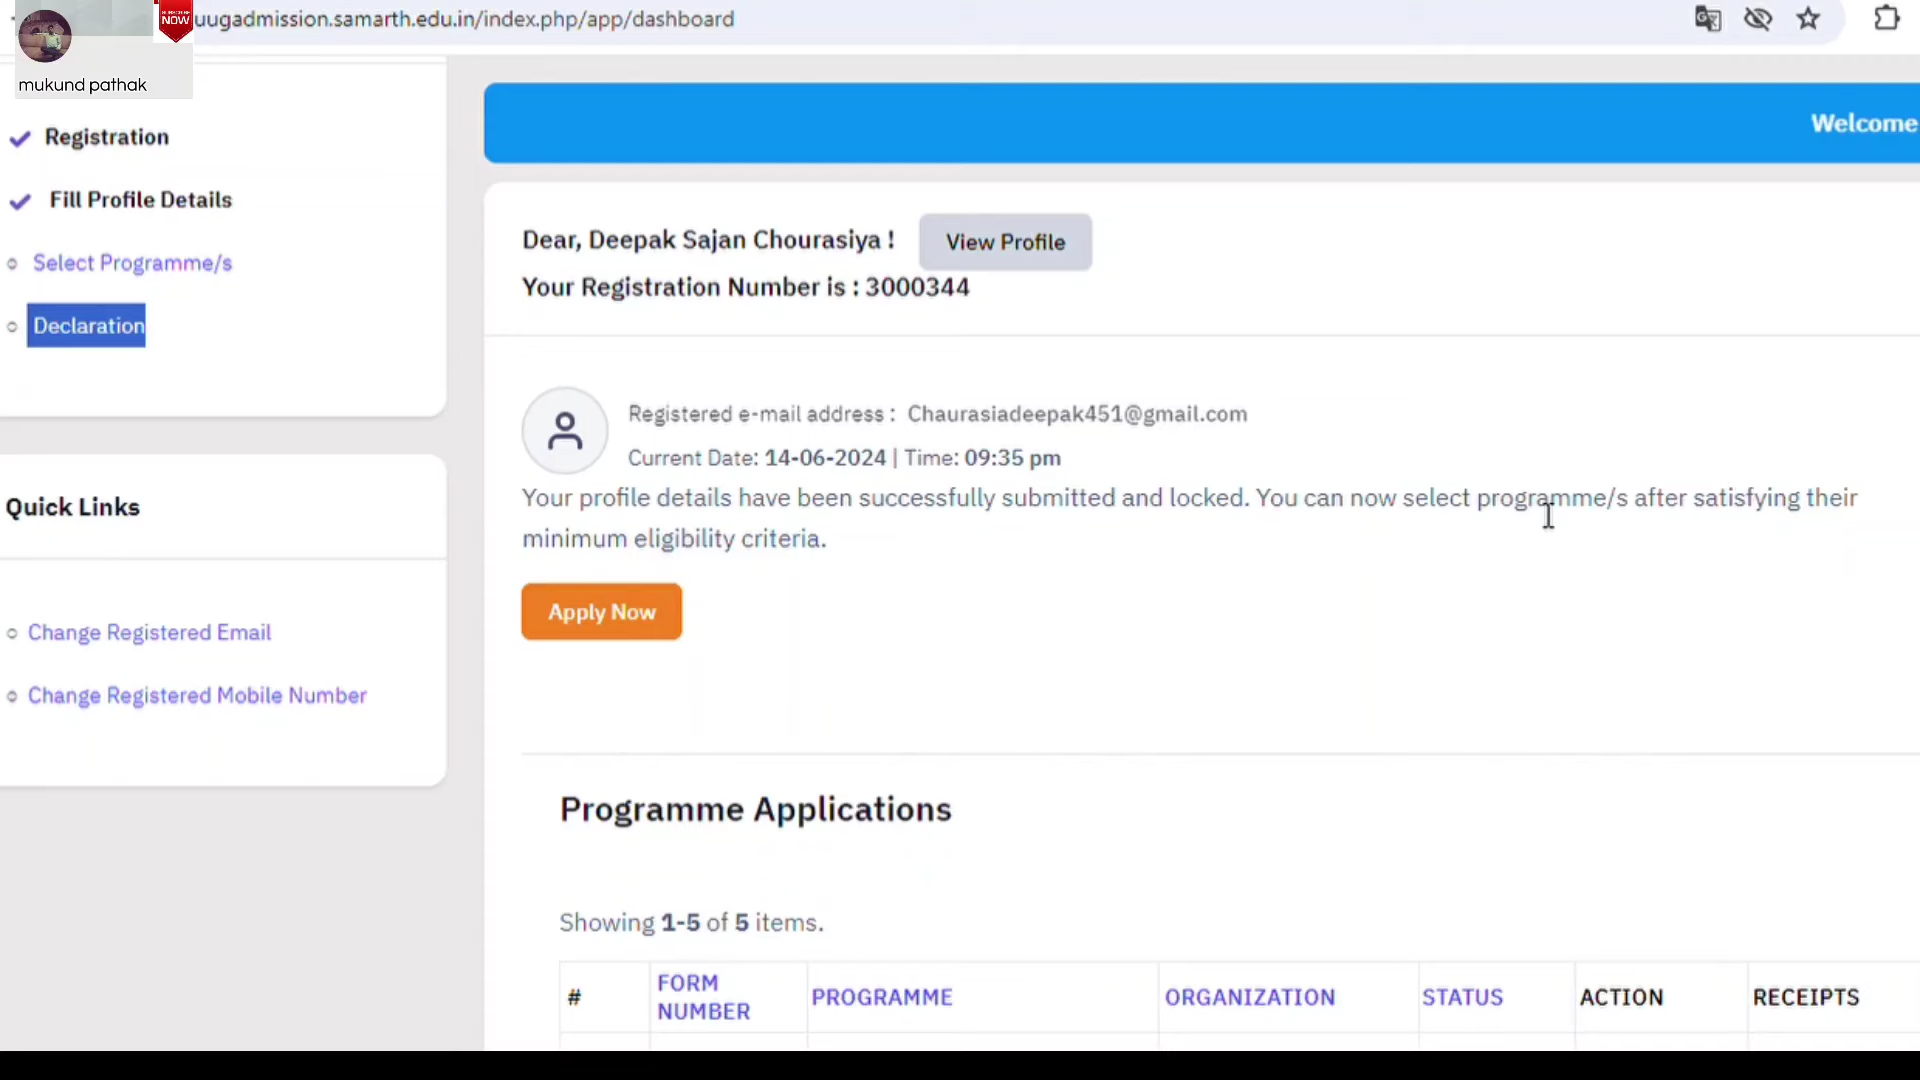 uugadmission.samarth.edu.in/index.php/app/dashboard
SUBSCRIBE
NOW
mukund pathak
Registration
Fill Profile Details
Select Programme/s
Declaration
Quick Links
Change Registered Email
Change Registered Mobile Number
Welcome
Dear, Deepak Sajan Chourasiya !
View Profile
Your Registration Number is : 3000344
Registered e-mail address : Chaurasiadeepak451@gmail.com
Current Date: 14-06-2024 | Time: 09:35 pm
Your profile details have been successfully submitted and locked. You can now select programme/s after satisfying their
minimum eligibility criteria.
Apply Now
Programme Applications
Showing 1-5 of 5 items.
# FORM NUMBER PROGRAMME ORGANIZATION STATUS ACTION RECEIPTS